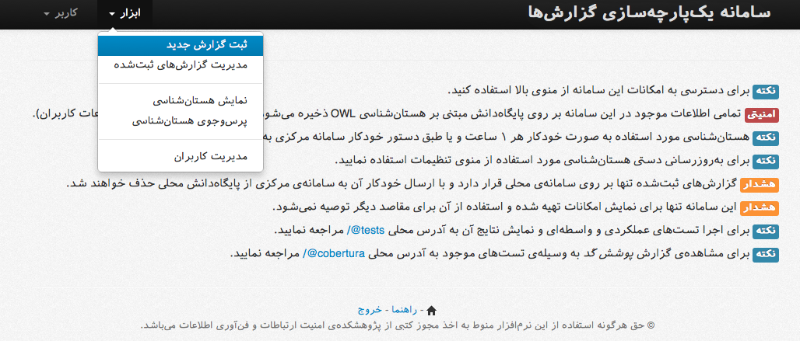 سامانه یک‌پارچه‌سازی گزارش‌ها
ابزار
کاربر
ثبت گزارش جدید
مدیریت گزارش‌های ثبت‌شده
نمایش هستان‌شناسی
پرس‌وجوی هستان‌شناسی
مدیریت کاربران
نکته برای دسترسی به امکانات این سامانه از منوی بالا استفاده کنید.
امنیتی تمامی اطلاعات موجود در این سامانه بر روی پایگاه‌دانش مبتنی بر هستان‌شناسی OWL ذخیره می‌شود کاربران).
نکته هستان‌شناسی مورد استفاده به صورت خودکار هر ۱ ساعت و یا طبق دستور خودکار سامانه مرکزی به
نکته برای به‌روزرسانی دستی هستان‌شناسی مورد استفاده از منوی تنظیمات استفاده نمایید.
هشدار گزارش‌های ثبت‌شده تنها بر روی سامانه‌ی محلی قرار دارد و با ارسال خودکار آن به سامانه‌ی مرکزی از پایگاه‌دانش محلی حذف خواهند شد.
هشدار این سامانه تنها برای نمایش امکانات تهیه شده و استفاده از آن برای مقاصد دیگر توصیه نمی‌شود.
نکته برای اجرا تست‌های عملکردی و واسطه‌ای و نمایش نتایج آن به آدرس محلی @tests/ مراجعه نمایید.
نکته برای مشاهده‌ی گزارش پوشش کد به وسیله‌ی تست‌های موجود به آدرس محلی @cobertura/ مراجعه نمایید.
- راهنما - خروج
© حق هرگونه استفاده از این نرم‌افزار منوط به اخذ مجوز کتبی از پژوهشکده‌ی امنیت ارتباطات و فن‌آوری اطلاعات می‌باشد.